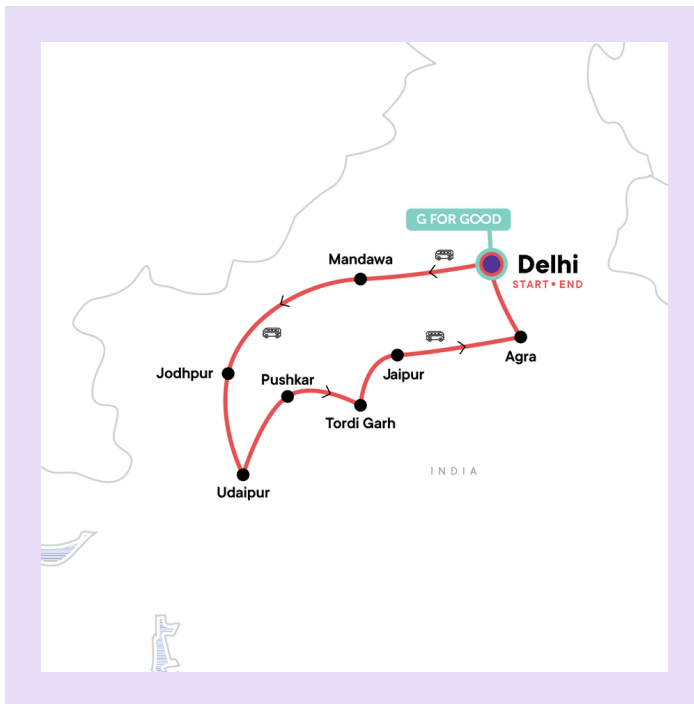 G FOR GOOD
Mandawa
Delhi
START • END
Agra
Jodhpur
Pushkar
Jaipur
Tordi Garh
INDIA
Udaipur